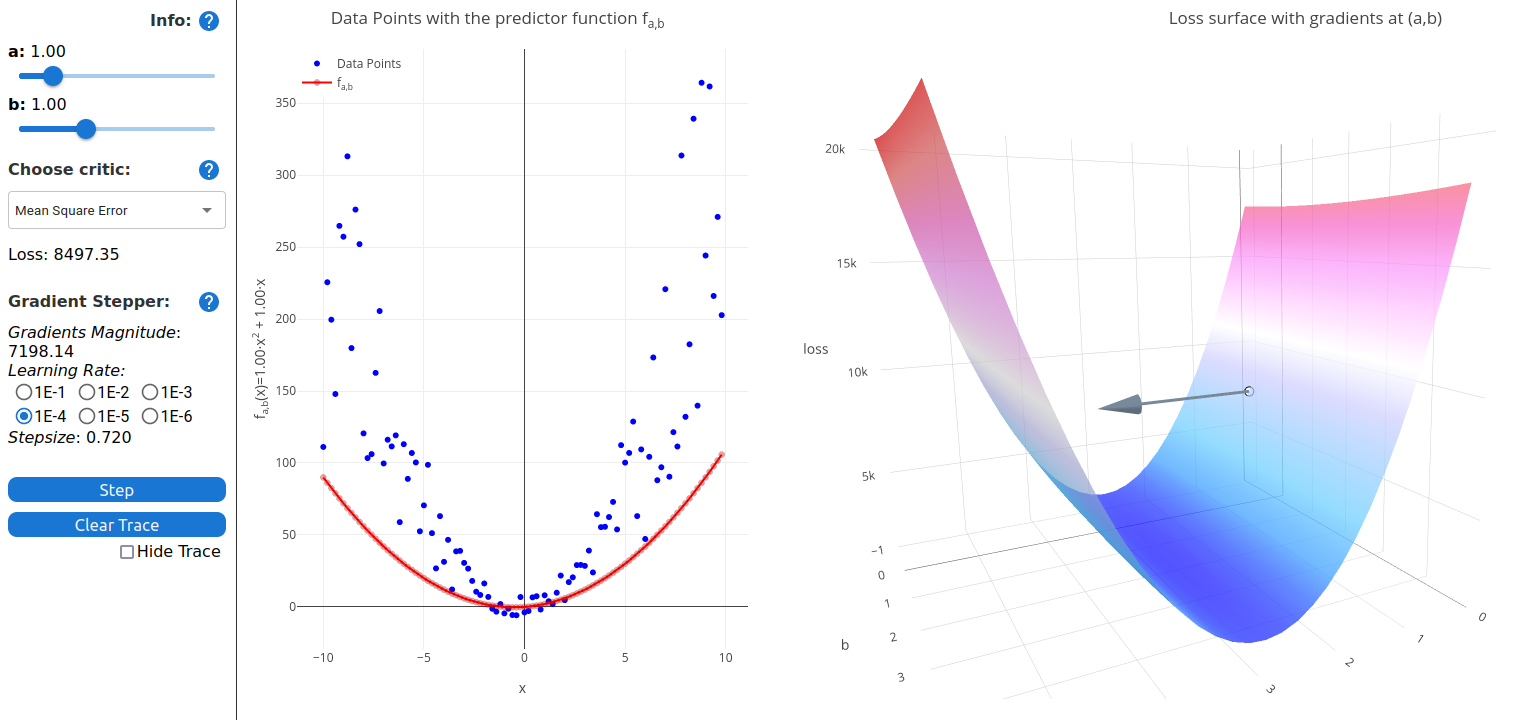 Info: ?
a: 1.00
b: 1.00
Choose critic: ?
Mean Square Error
Loss: 8497.35
Gradient Stepper: ?
Gradients Magnitude:
7198.14
Learning Rate:
1E-1 1E-2 1E-3
1E-4 1E-5 1E-6
Stepsize: 0.720
Step
Clear Trace
Hide Trace
Data Points with the predictor function fa,b
Data Points
fa,b
350
300
250
200
150
100
50
0
−10 −5 0 5 10
x
fa,b(x)=1.00·x² + 1.00·x
Loss surface with gradients at (a,b)
20k
15k
loss
10k
5k
−1
0
1
2
3
b
0
1
2
3